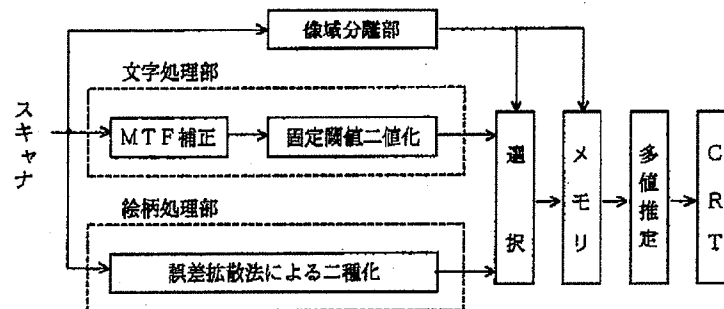 像域分離部
文字処理部
スキャナ
MTF補正
固定閾値二値化
選択
メモリ
多値推定
CRT
絵柄処理部
誤差拡散法による二種化